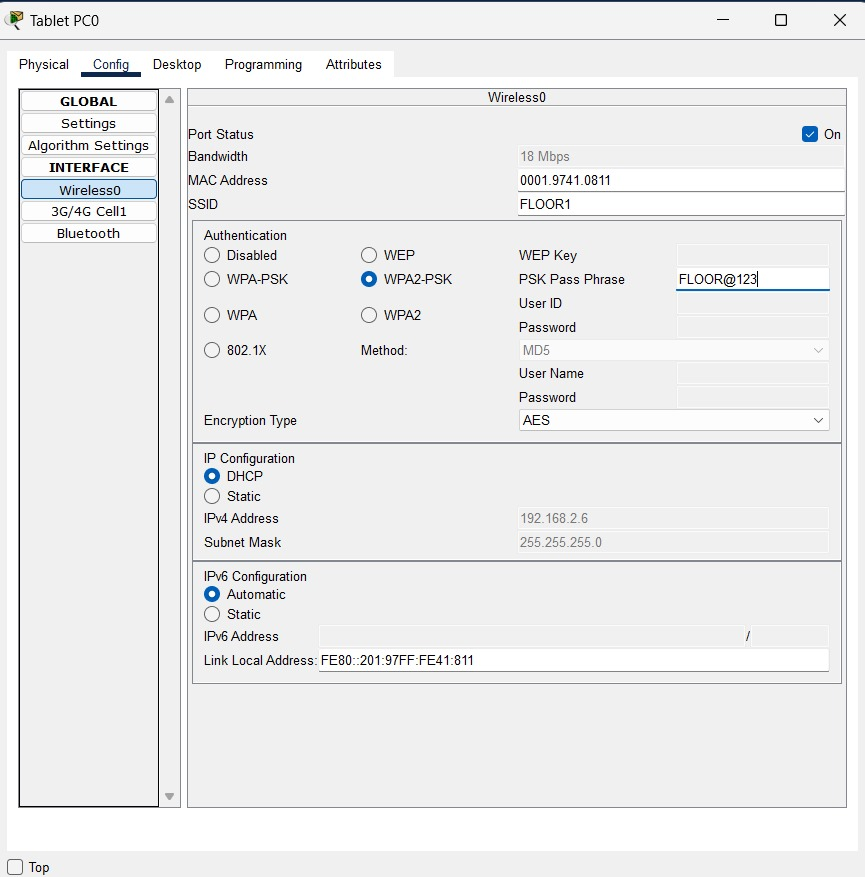 Tablet PC0
Physical Config Desktop Programming Attributes
GLOBAL
Settings
Algorithm Settings
INTERFACE
Wireless0
3G/4G Cell1
Bluetooth
Wireless0
Port Status On
Bandwidth 18 Mbps
MAC Address 0001.9741.0811
SSID FLOOR1
Authentication
Disabled WEP WEP Key
WPA-PSK WPA2-PSK PSK Pass Phrase FLOOR@123
User ID
WPA WPA2
Password
802.1X Method: MD5
User Name
Password
Encryption Type AES
IP Configuration
DHCP
Static
IPv4 Address 192.168.2.6
Subnet Mask 255.255.255.0
IPv6 Configuration
Automatic
Static
IPv6 Address /
Link Local Address: FE80::201:97FF:FE41:811
Top